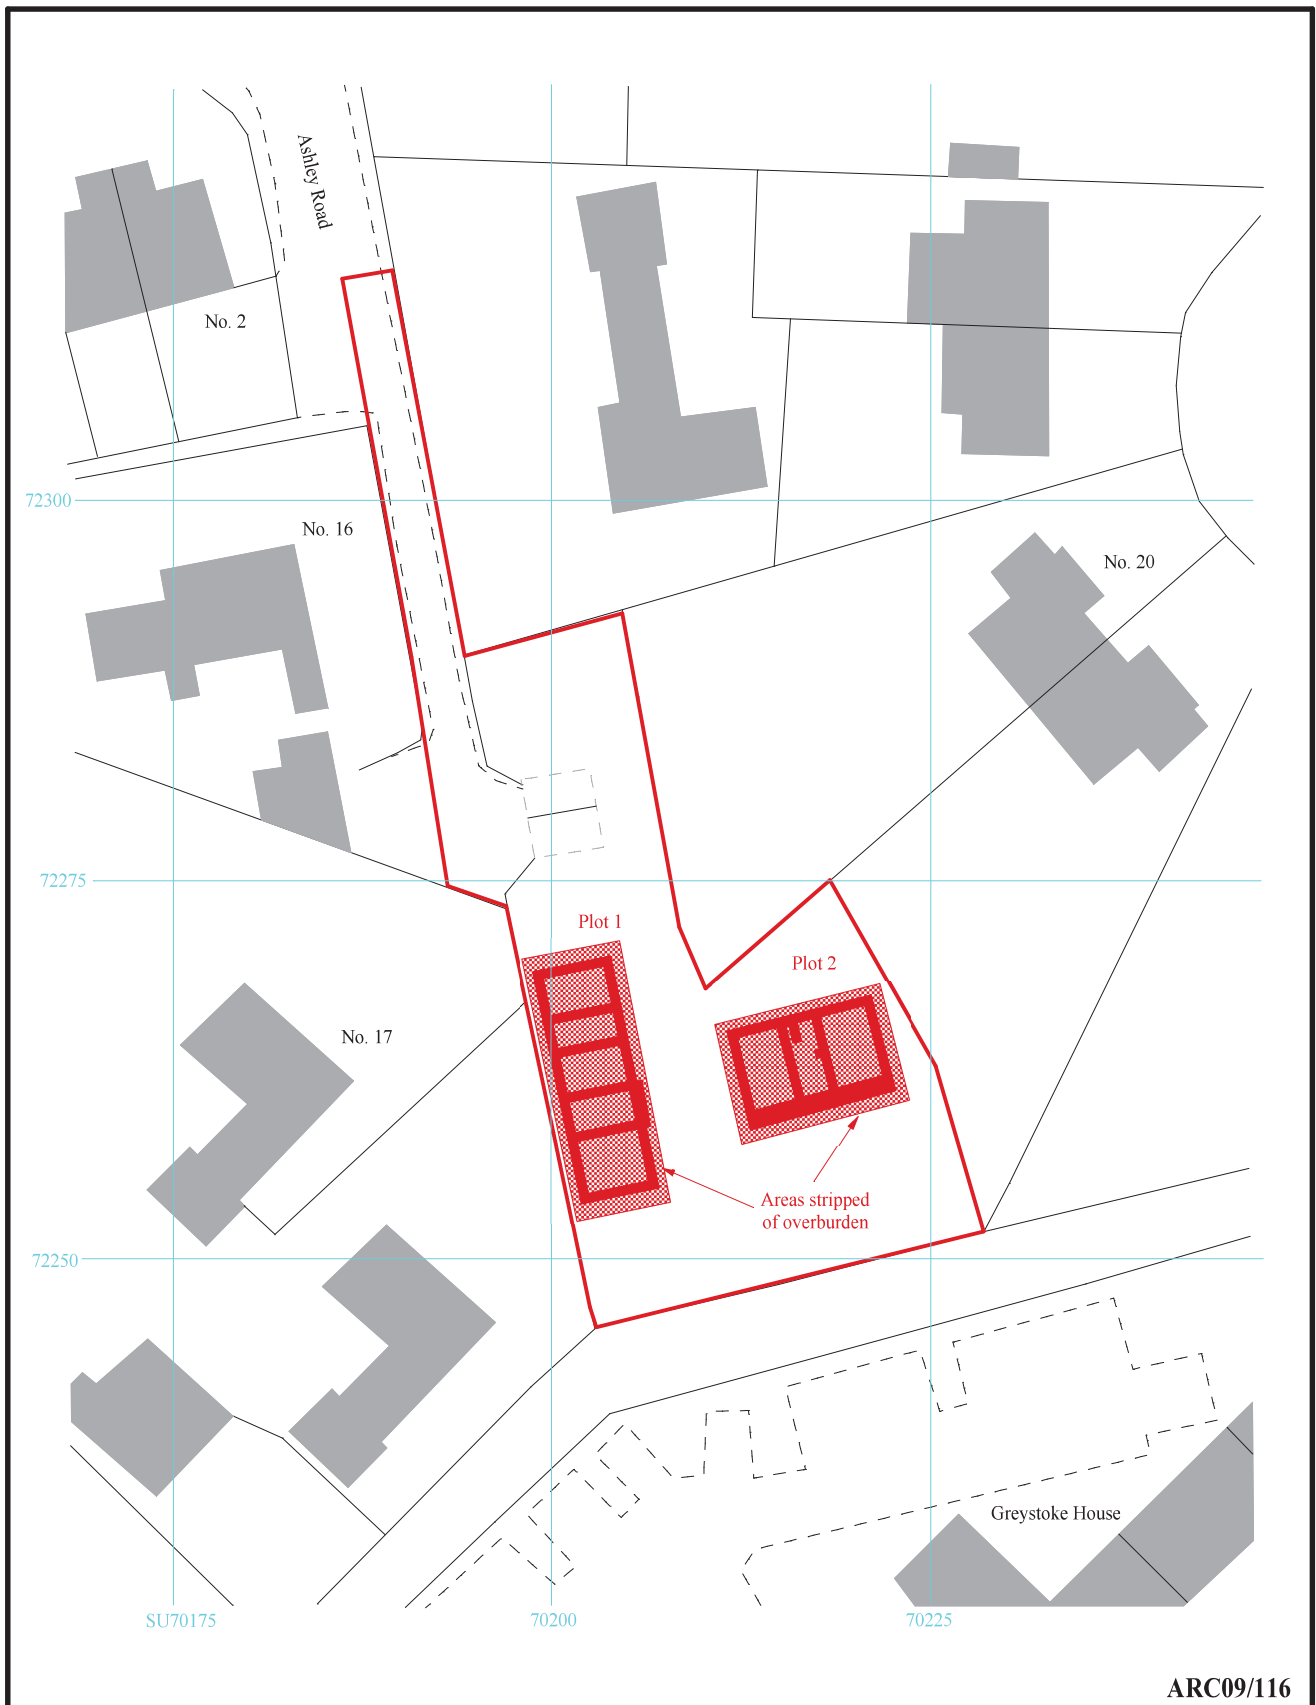 Ashley Road
No. 2
72300
No. 16
No. 20
72275
Plot 1
Plot 2
No. 17
Areas stripped
of overburden
72250
Greystoke House
SU70175
70200
70225
ARC09/116